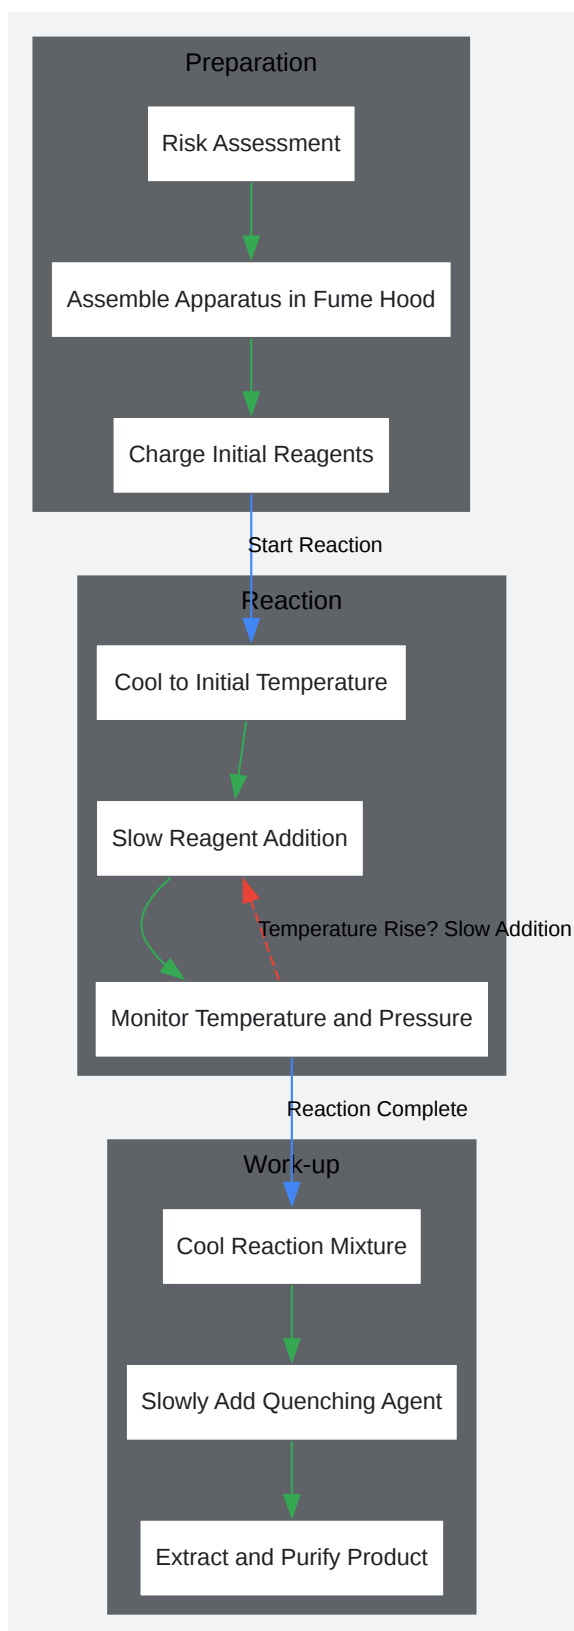 Preparation
Risk Assessment
Assemble Apparatus in Fume Hood
Charge Initial Reagents
Start Reaction
Reaction
Cool to Initial Temperature
Slow Reagent Addition
Temperature Rise? Slow Addition
Monitor Temperature and Pressure
Reaction Complete
Work-up
Cool Reaction Mixture
Slowly Add Quenching Agent
Extract and Purify Product